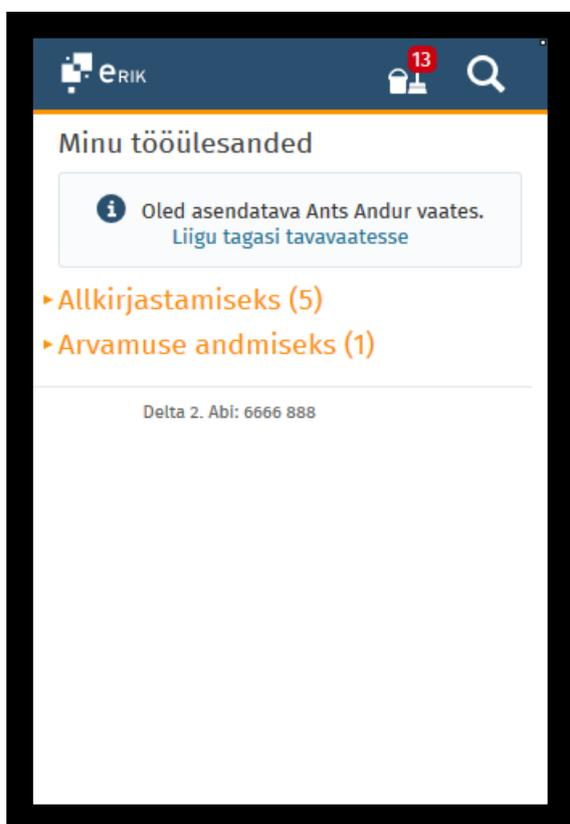 eRIK
13
Minu tööülesanded
Oled asendatava Ants Andur vaates.
Liigu tagasi tavavaatesse
Allkirjastamiseks (5)
Arvamuse andmiseks (1)
Delta 2. Abi: 6666 888